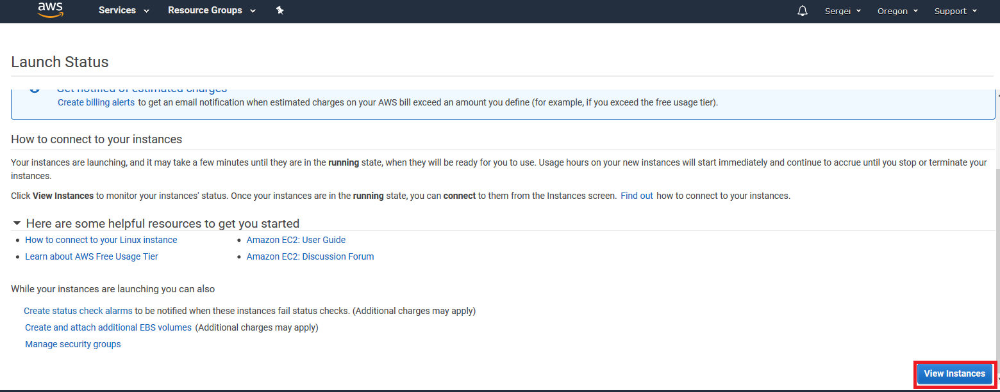 aws Services Resource Groups Sergei Oregon Support
Launch Status
Get notified of estimated charges
Create billing alerts to get an email notification when estimated charges on your AWS bill exceed an amount you define (for example, if you exceed the free usage tier).
How to connect to your instances
Your instances are launching, and it may take a few minutes until they are in the running state, when they will be ready for you to use. Usage hours on your new instances will start immediately and continue to accrue until you stop or terminate your
instances.
Click View Instances to monitor your instances' status. Once your instances are in the running state, you can connect to them from the Instances screen. Find out how to connect to your instances.
Here are some helpful resources to get you started
• How to connect to your Linux instance • Amazon EC2: User Guide
• Learn about AWS Free Usage Tier • Amazon EC2: Discussion Forum
While your instances are launching you can also
Create status check alarms to be notified when these instances fail status checks. (Additional charges may apply)
Create and attach additional EBS volumes (Additional charges may apply)
Manage security groups
View Instances